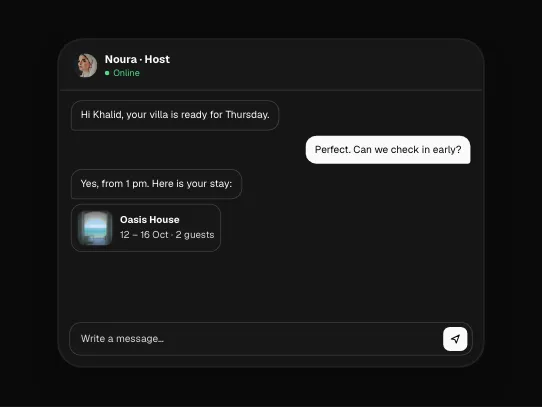 Noura · Host
Online
Hi Khalid, your villa is ready for Thursday.
Perfect. Can we check in early?
Yes, from 1 pm. Here is your stay:
Oasis House
12 – 16 Oct · 2 guests
Write a message...